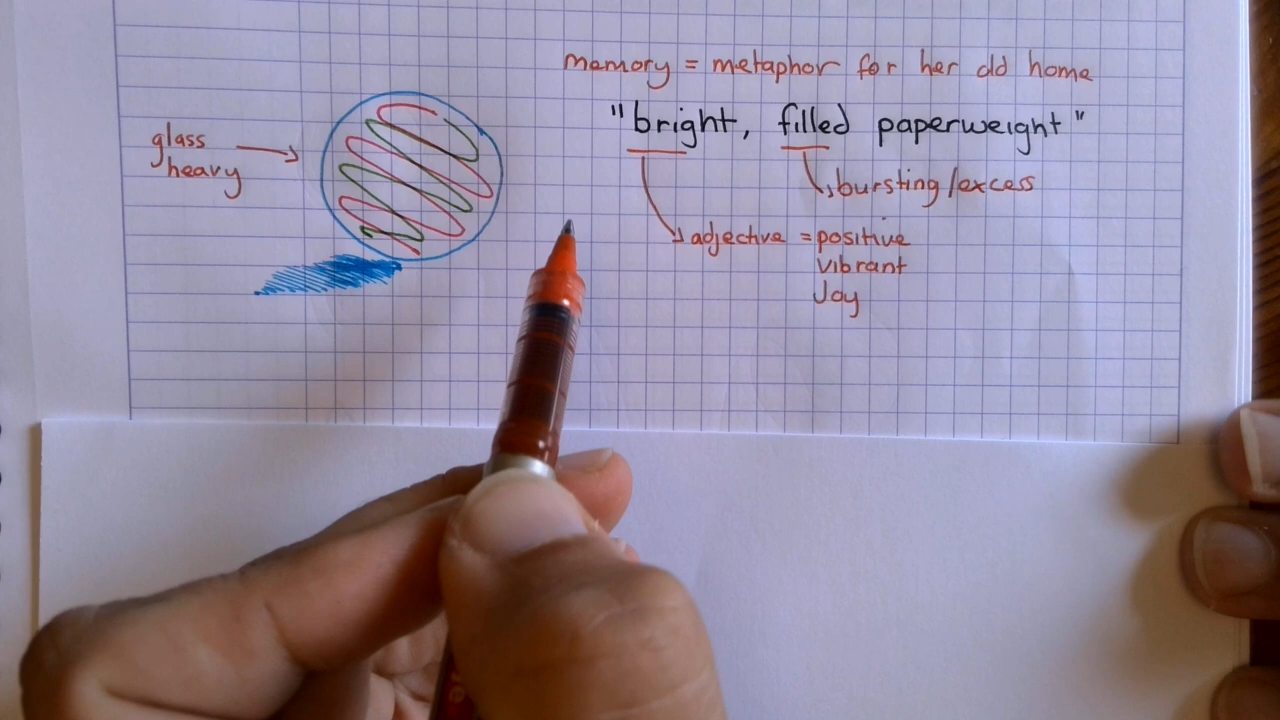 memory = metaphor for her old home
"bright, filled paperweight"
glass
heavy
bursting/excess
adjective = positive
vibrant
Joy